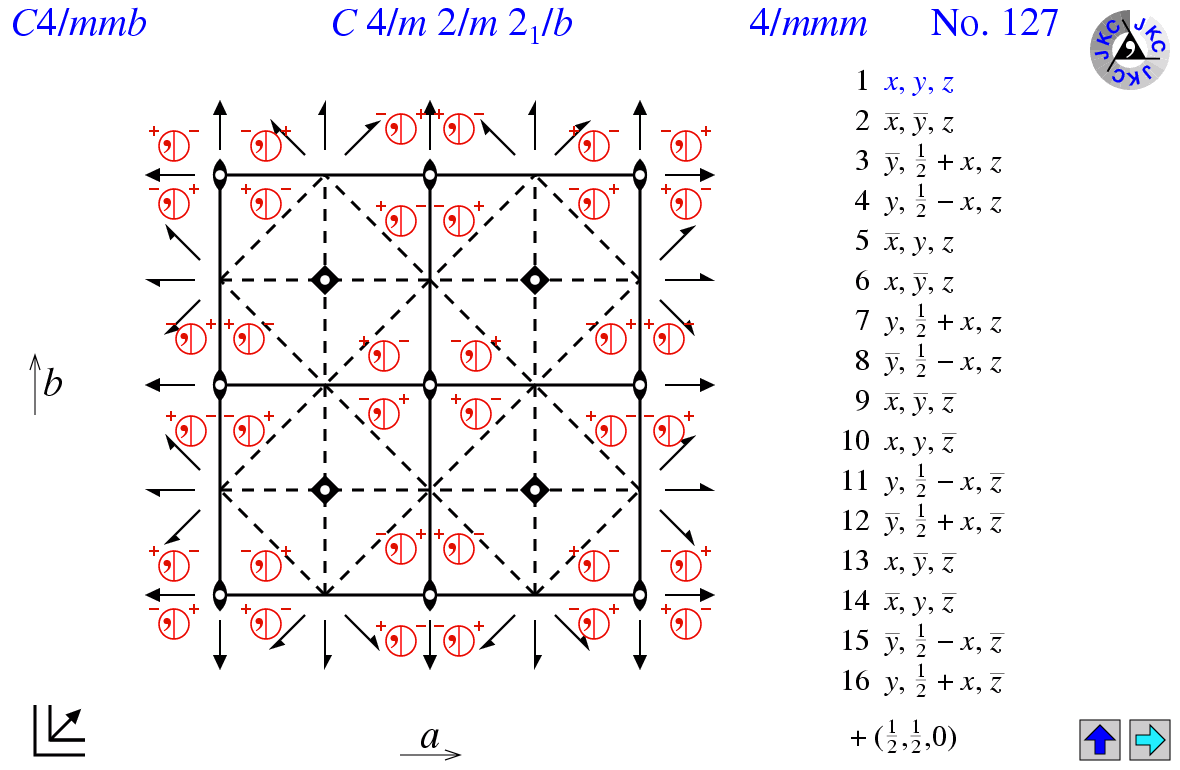 C4/mmb C 4/m 2/m 2₁/b 4/mmm No. 127
JKC JKC JKC
1 x, y, z
2 x̅, y̅, z
3 y̅, ½ + x, z
4 y, ½ − x, z
5 x̅, y, z
6 x, y̅, z
7 y, ½ + x, z
8 y̅, ½ − x, z
9 x̅, y̅, z̅
10 x, y, z̅
11 y, ½ − x, z̅
12 y̅, ½ + x, z̅
13 x, y̅, z̅
14 x̅, y, z̅
15 y̅, ½ − x, z̅
16 y, ½ + x, z̅
+ (½,½,0)
b
a